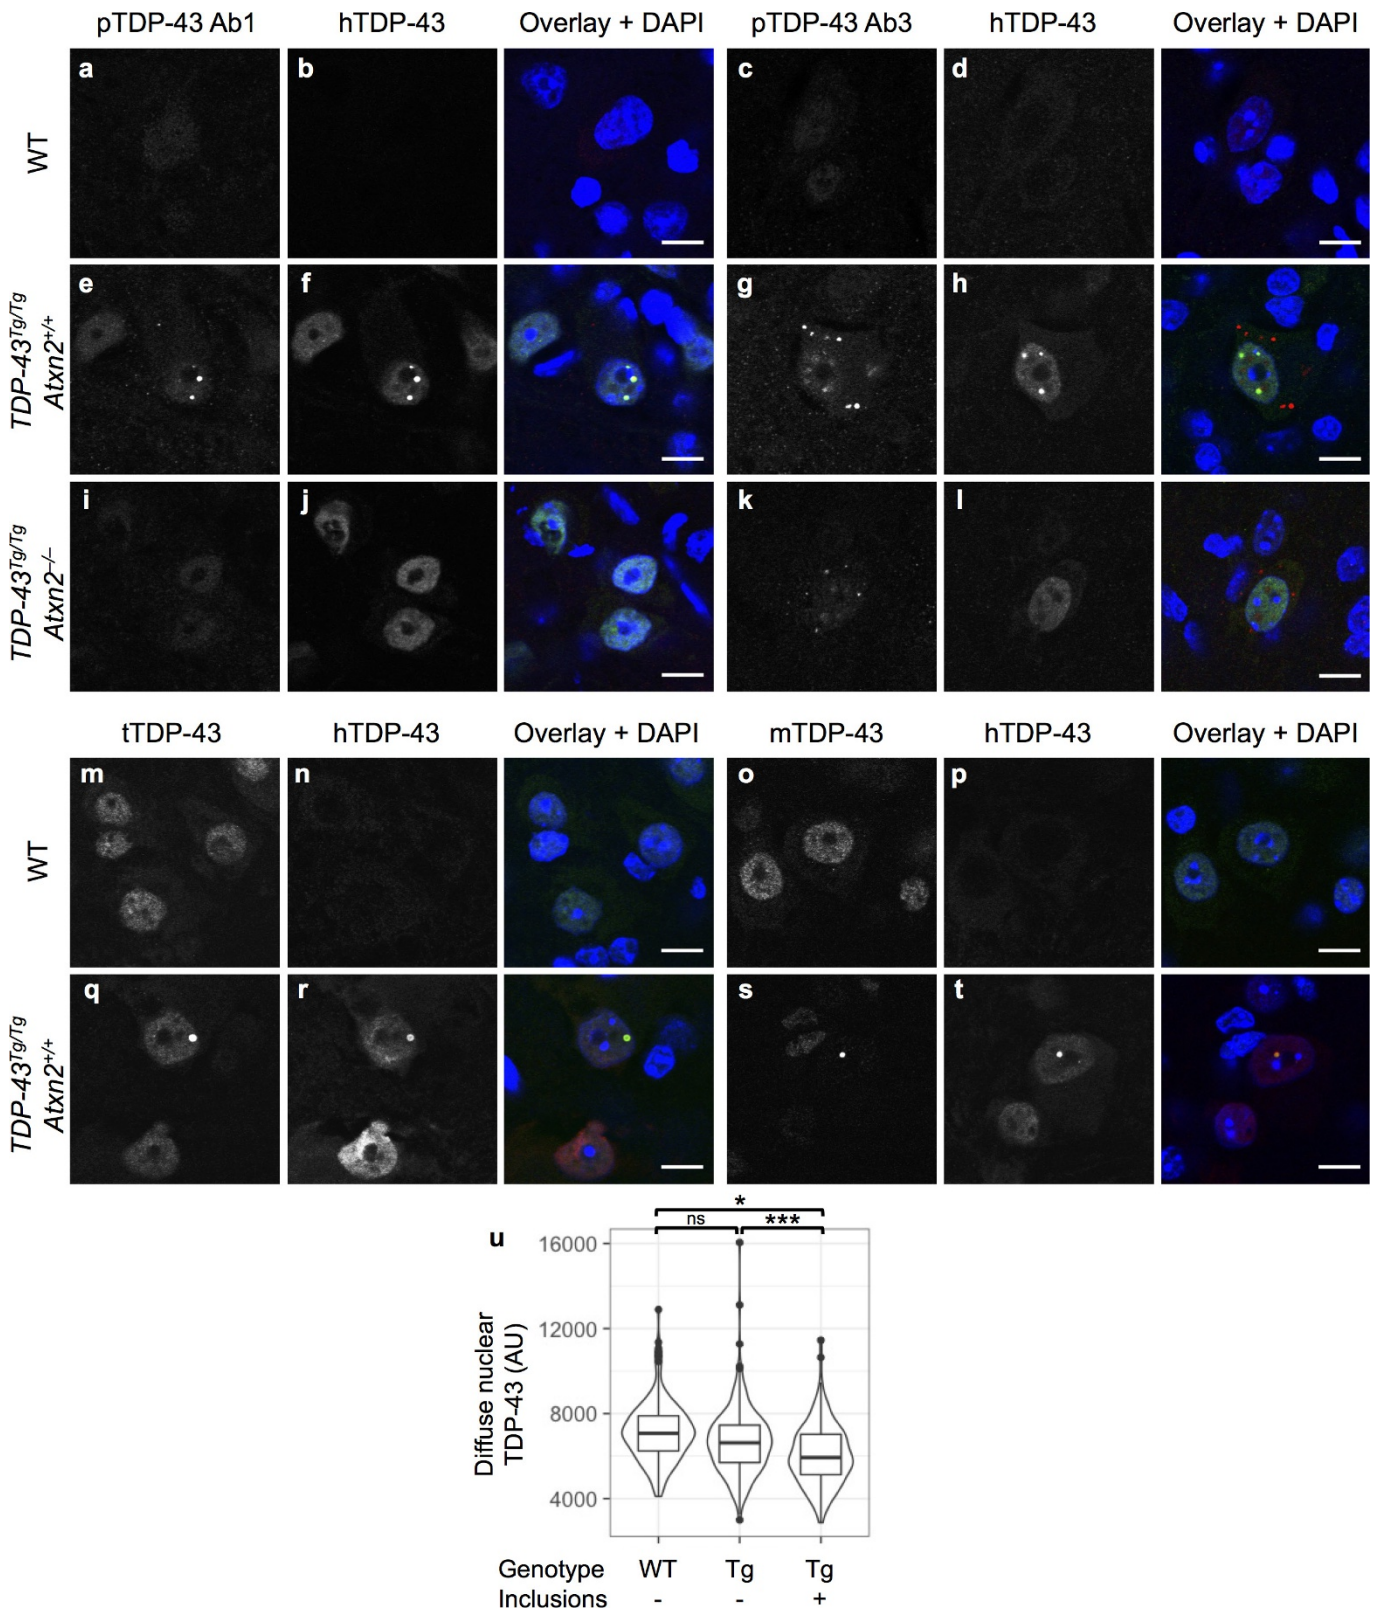 pTDP-43 Ab1 hTDP-43 Overlay + DAPI pTDP-43 Ab3 hTDP-43 Overlay + DAPI
WT
a b c d
TDP-43Tg/Tg
Atxn2+/+
e f g h
TDP-43Tg/Tg
Atxn2–/–
i j k l
tTDP-43 hTDP-43 Overlay + DAPI mTDP-43 hTDP-43 Overlay + DAPI
WT
m n o p
TDP-43Tg/Tg
Atxn2+/+
q r s t
u
*
ns ***
Diffuse nuclear
TDP-43 (AU)
16000
12000
8000
4000
Genotype WT Tg Tg
Inclusions - - +